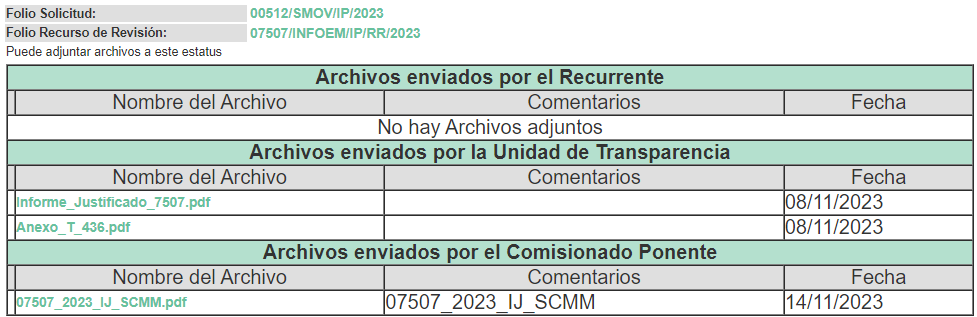 Folio Solicitud: 00512/SMOV/IP/2023
Folio Recurso de Revisión: 07507/INFOEM/IP/RR/2023
Puede adjuntar archivos a este estatus
Archivos enviados por el Recurrente
Nombre del Archivo Comentarios Fecha
No hay Archivos adjuntos
Archivos enviados por la Unidad de Transparencia
Nombre del Archivo Comentarios Fecha
Informe_Justificado_7507.pdf 08/11/2023
Anexo_T_436.pdf 08/11/2023
Archivos enviados por el Comisionado Ponente
Nombre del Archivo Comentarios Fecha
07507_2023_IJ_SCMM.pdf 07507_2023_IJ_SCMM 14/11/2023